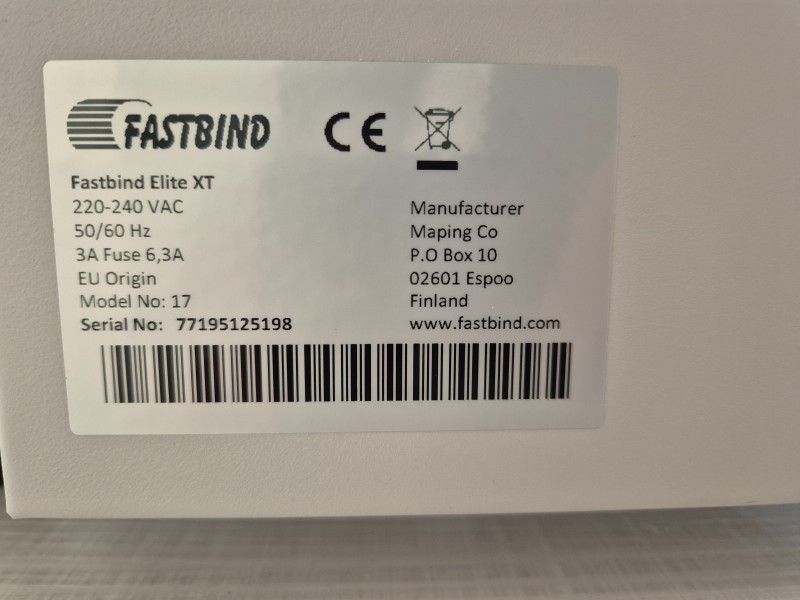 FASTBIND
CE
Fastbind Elite XT
220-240 VAC
50/60 Hz
3A Fuse 6,3A
EU Origin
Model No: 17
Serial No: 77195125198
Manufacturer
Maping Co
P.O Box 10
02601 Espoo
Finland
www.fastbind.com